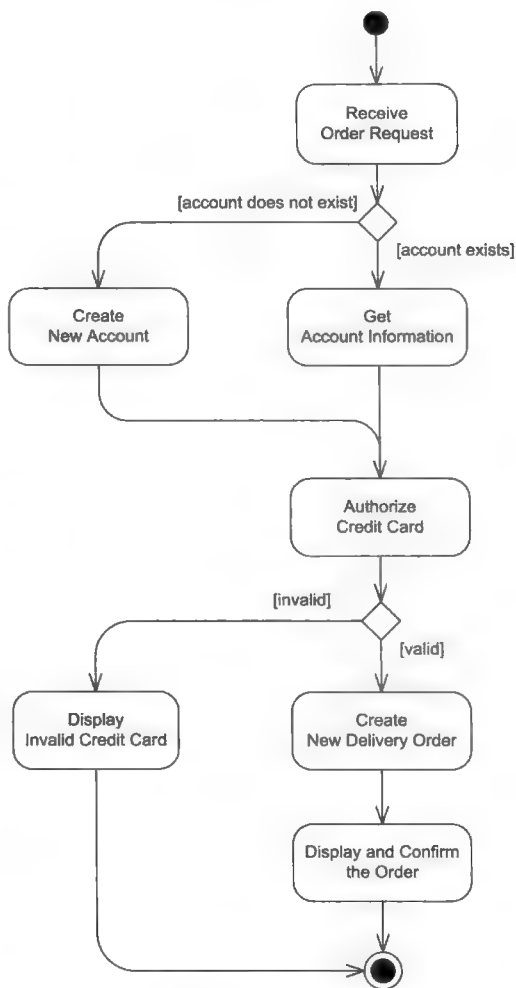 Receive
Order Request
[account does not exist]
[account exists]
Create
New Account
Get
Account Information
Authorize
Credit Card
[invalid]
[valid]
Display
Invalid Credit Card
Create
New Delivery Order
Display and Confirm
the Order